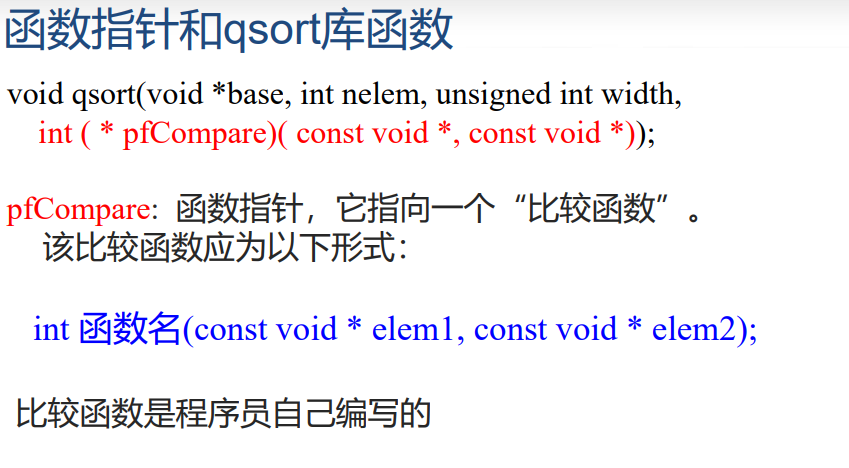 函数指针和qsort库函数
void qsort(void *base, int nelem, unsigned int width,
int ( * pfCompare)( const void *, const void *));
pfCompare: 函数指针，它指向一个“比较函数”。
该比较函数应为以下形式：
int 函数名(const void * elem1, const void * elem2);
比较函数是程序员自己编写的